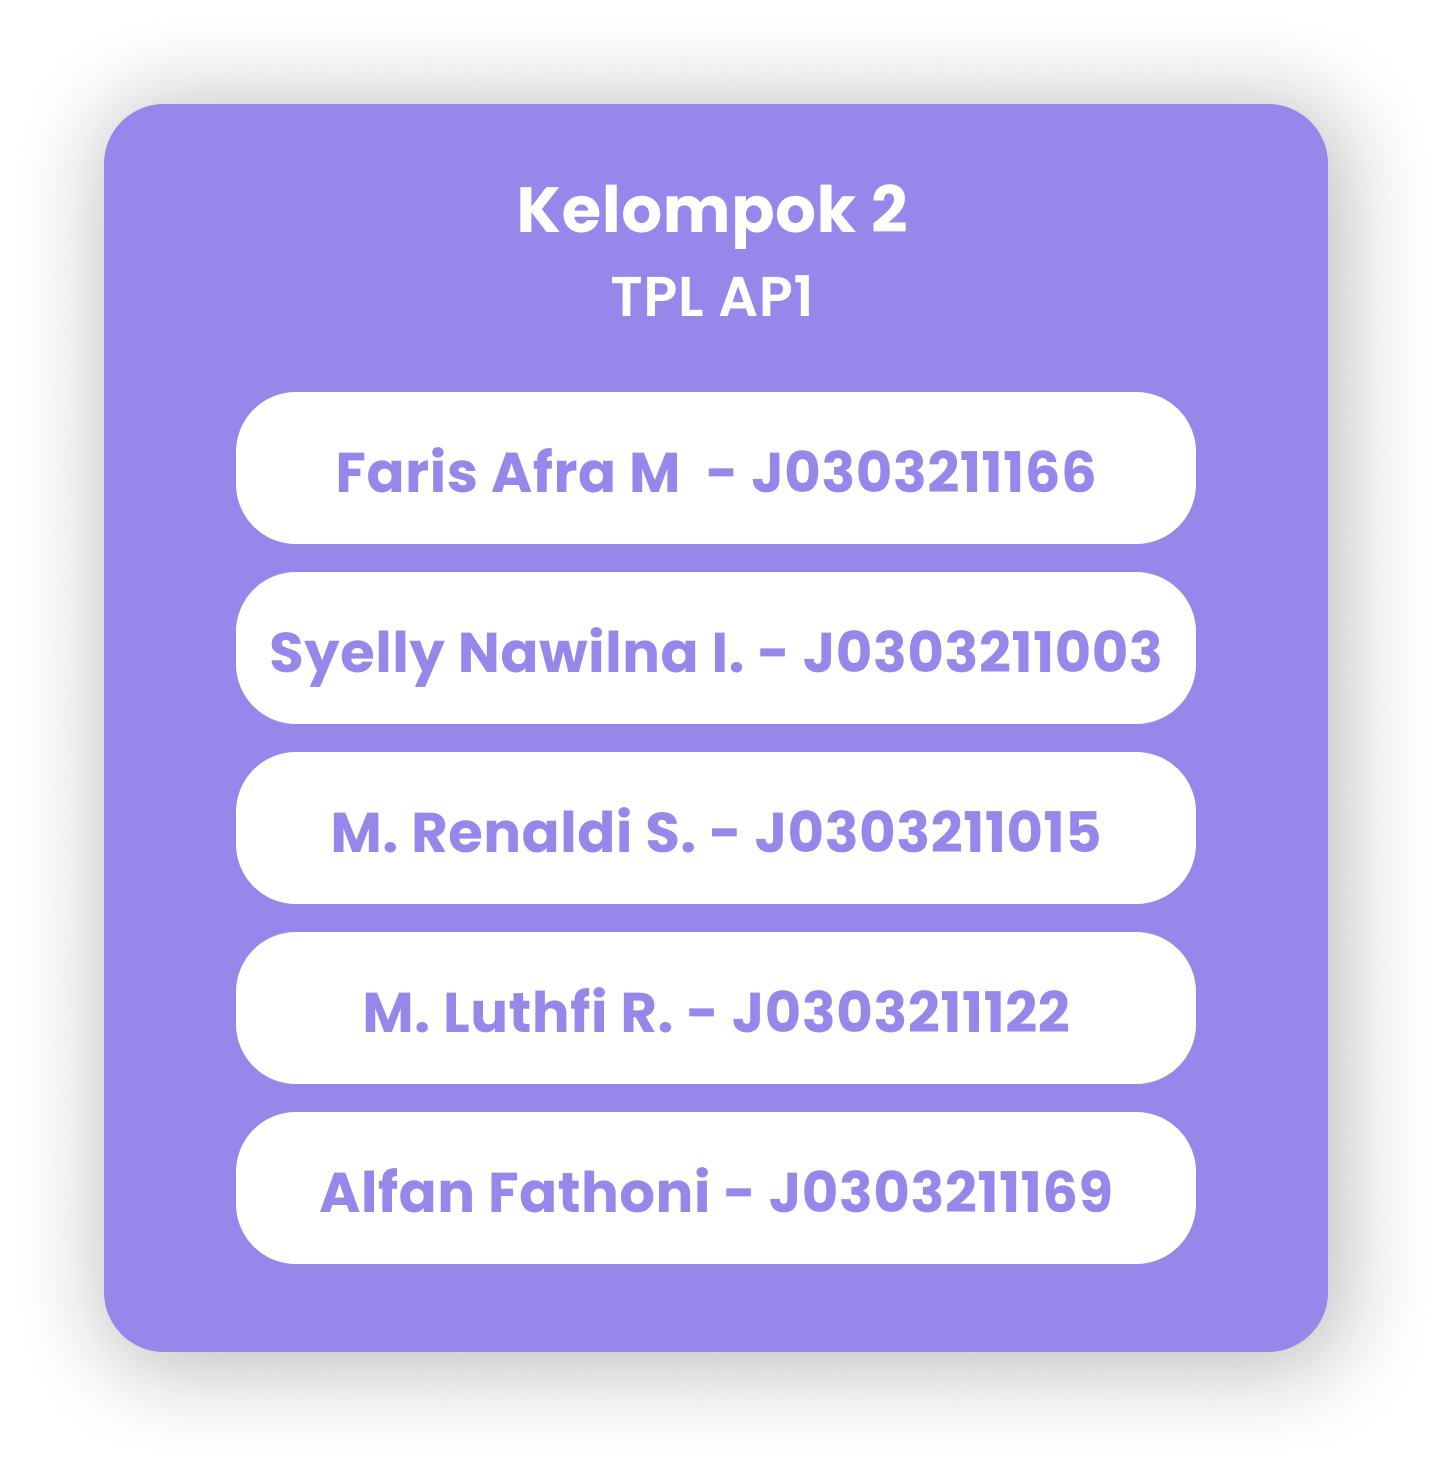 Kelompok 2
TPL AP1
Faris Afra M - J0303211166
Syelly Nawilna I. - J0303211003
M. Renaldi S. - J0303211015
M. Luthfi R. - J0303211122
Alfan Fathoni - J0303211169